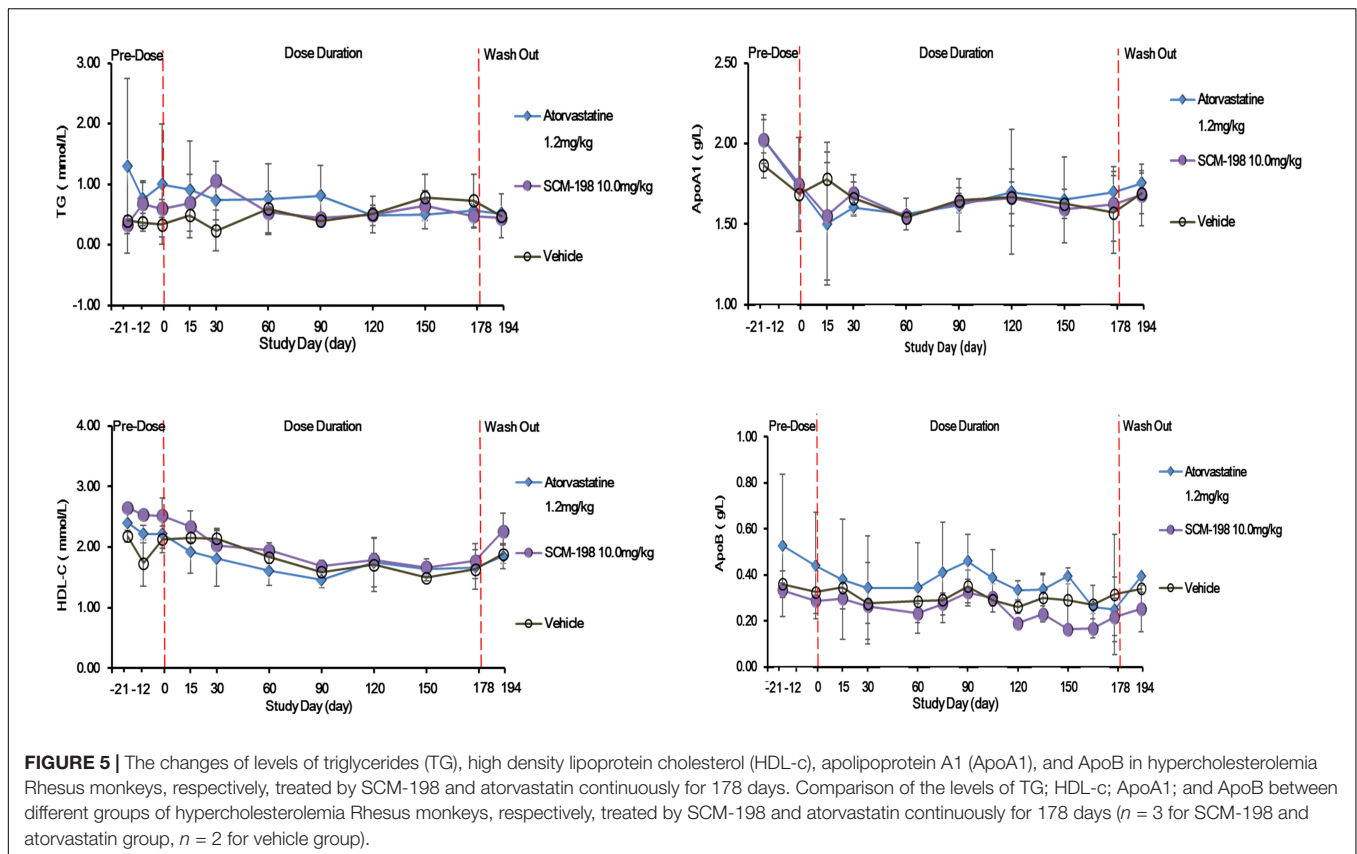 Pre-Dose Dose Duration Wash Out
3.00
2.00
1.00
0.00
-1.00
TG ( mmol/L)
-21 -12 0 15 30 60 90 120 150 178 194
Study Day (day)
Atorvastatine
1.2mg/kg
SCM-198 10.0mg/kg
Vehicle
Pre-Dose Dose Duration Wash Out
2.50
2.00
1.50
1.00
ApoA1 ( g/L)
-21 -12 0 15 30 60 90 120 150 178 194
Study Day (day)
Atorvastatine
1.2mg/kg
SCM-198 10.0mg/kg
Vehicle
Pre-Dose Dose Duration Wash Out
4.00
3.00
2.00
1.00
0.00
HDL-C ( mmol/L)
-21 -12 0 15 30 60 90 120 150 178 194
Study Day (day)
Atorvastatine
1.2mg/kg
SCM-198 10.0mg/kg
Vehicle
Pre-Dose Dose Duration Wash Out
1.00
0.80
0.60
0.40
0.20
0.00
ApoB ( g/L)
-21 -12 0 15 30 60 90 120 150 178 194
Study Day (day)
Atorvastatine
1.2mg/kg
SCM-198 10.0mg/kg
Vehicle
FIGURE 5 | The changes of levels of triglycerides (TG), high density lipoprotein cholesterol (HDL-c), apolipoprotein A1 (ApoA1), and ApoB in hypercholesterolemia
Rhesus monkeys, respectively, treated by SCM-198 and atorvastatin continuously for 178 days. Comparison of the levels of TG; HDL-c; ApoA1; and ApoB between
different groups of hypercholesterolemia Rhesus monkeys, respectively, treated by SCM-198 and atorvastatin continuously for 178 days (n = 3 for SCM-198 and
atorvastatin group, n = 2 for vehicle group).